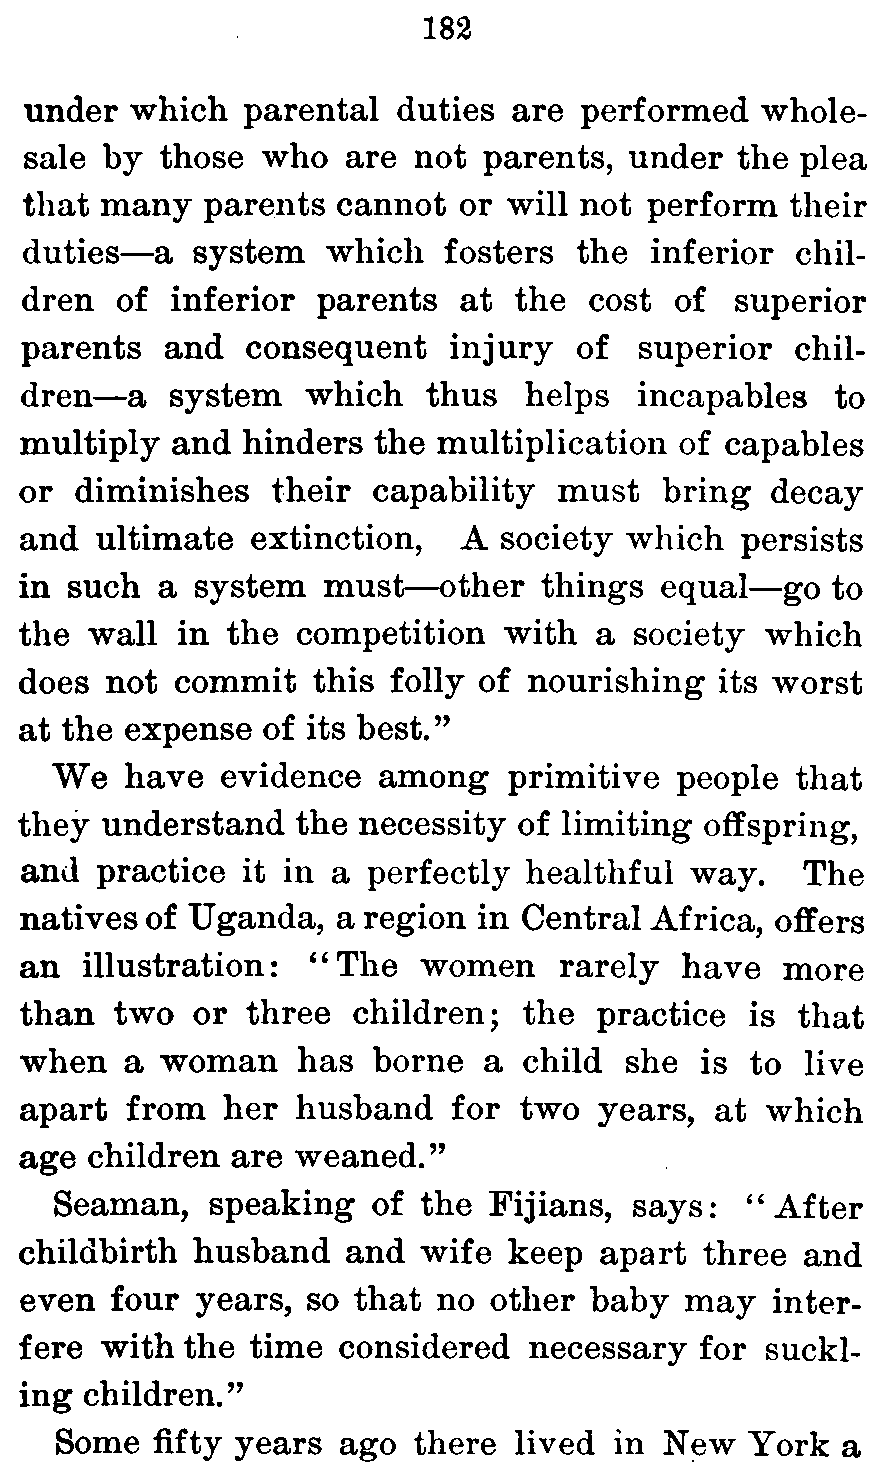 182
under which parental duties are performed whole-
sale by those who are not parents, under the plea
that many parents cannot or will not perform their
duties—a system which fosters the inferior chil-
dren of inferior parents at the cost of superior
parents and consequent injury of superior chil-
dren—a system which thus helps incapables to
multiply and hinders the multiplication of capables
or diminishes their capability must bring decay
and ultimate extinction, A society which persists
in such a system must—other things equal—go to
the wall in the competition with a society which
does not commit this folly of nourishing its worst
at the expense of its best.”
We have evidence among primitive people that
they understand the necessity of limiting offspring,
and practice it in a perfectly healthful way. The
natives of Uganda, a region in Central Africa, offers
an illustration: “The women rarely have more
than two or three children; the practice is that
when a woman has borne a child she is to live
apart from her husband for two years, at which
age children are weaned.”
Seaman, speaking of the Fijians, says: “After
childbirth husband and wife keep apart three and
even four years, so that no other baby may inter-
fere with the time considered necessary for suckl-
ing children.”
Some fifty years ago there lived in New York a